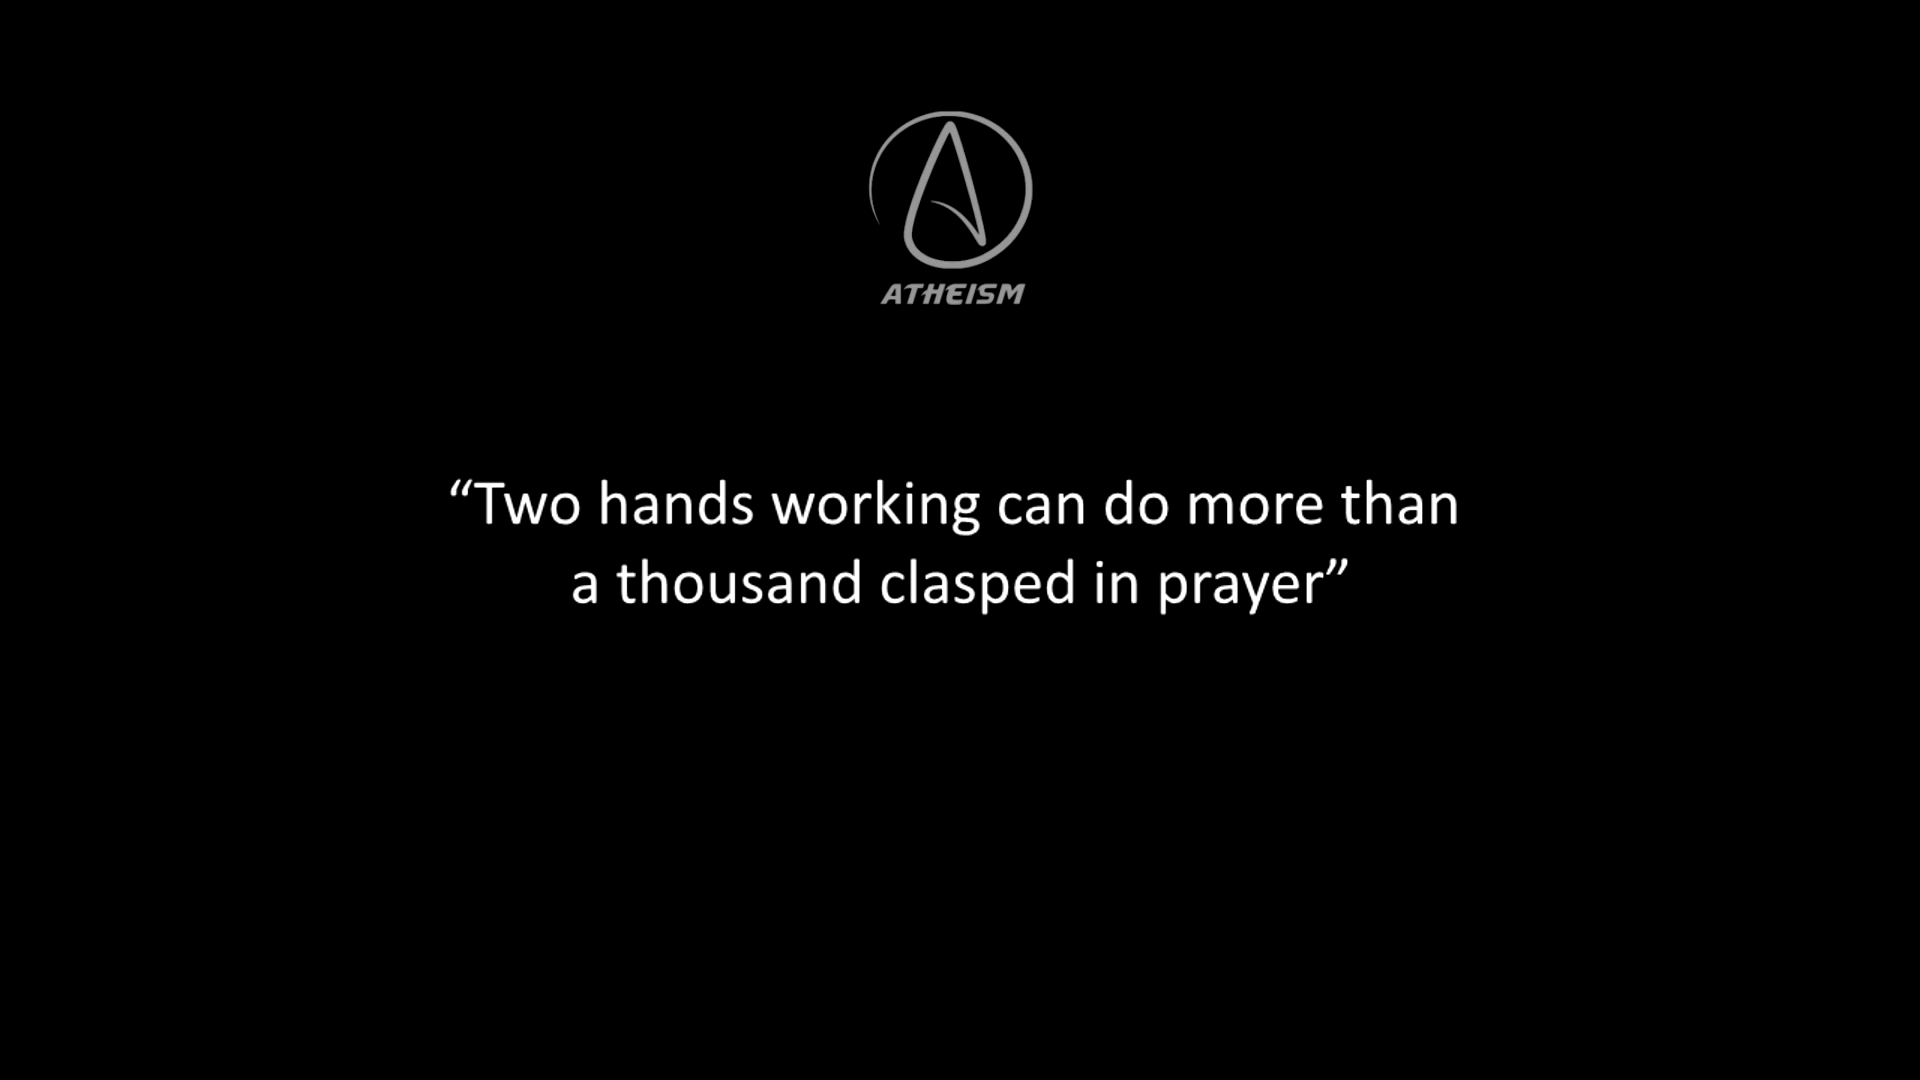 ATHEISM
“Two hands working can do more than
a thousand clasped in prayer”